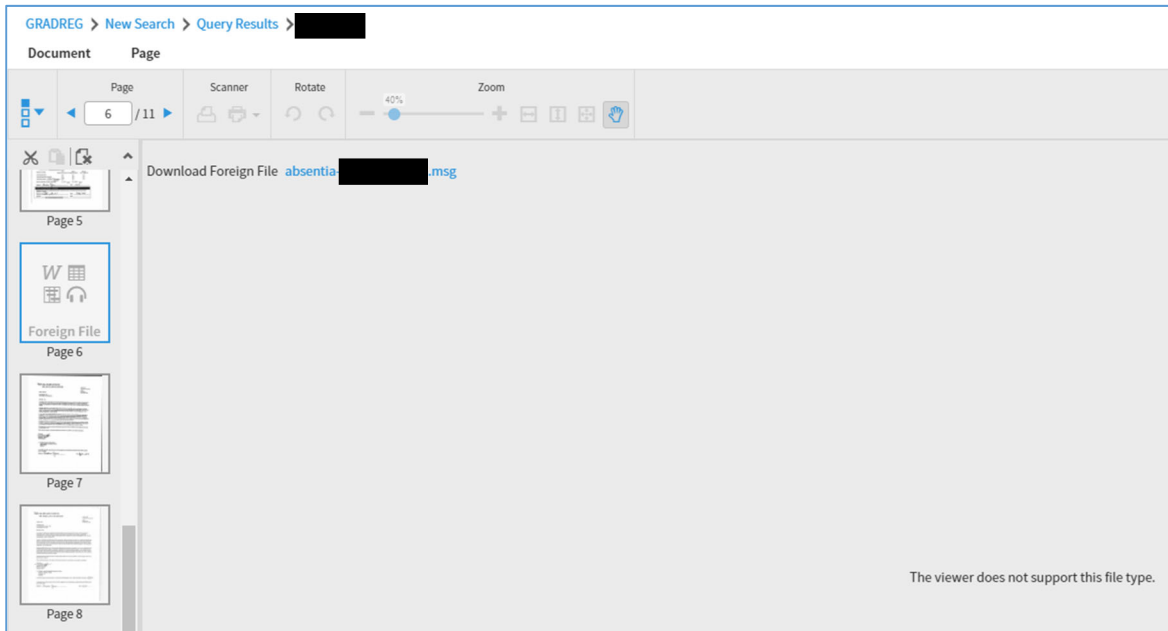 GRADREG > New Search > Query Results >
Document Page
Page Scanner Rotate Zoom
6 /11 40%
Download Foreign File absentia- .msg
Page 5
W
Foreign File
Page 6
Page 7
Page 8
The viewer does not support this file type.